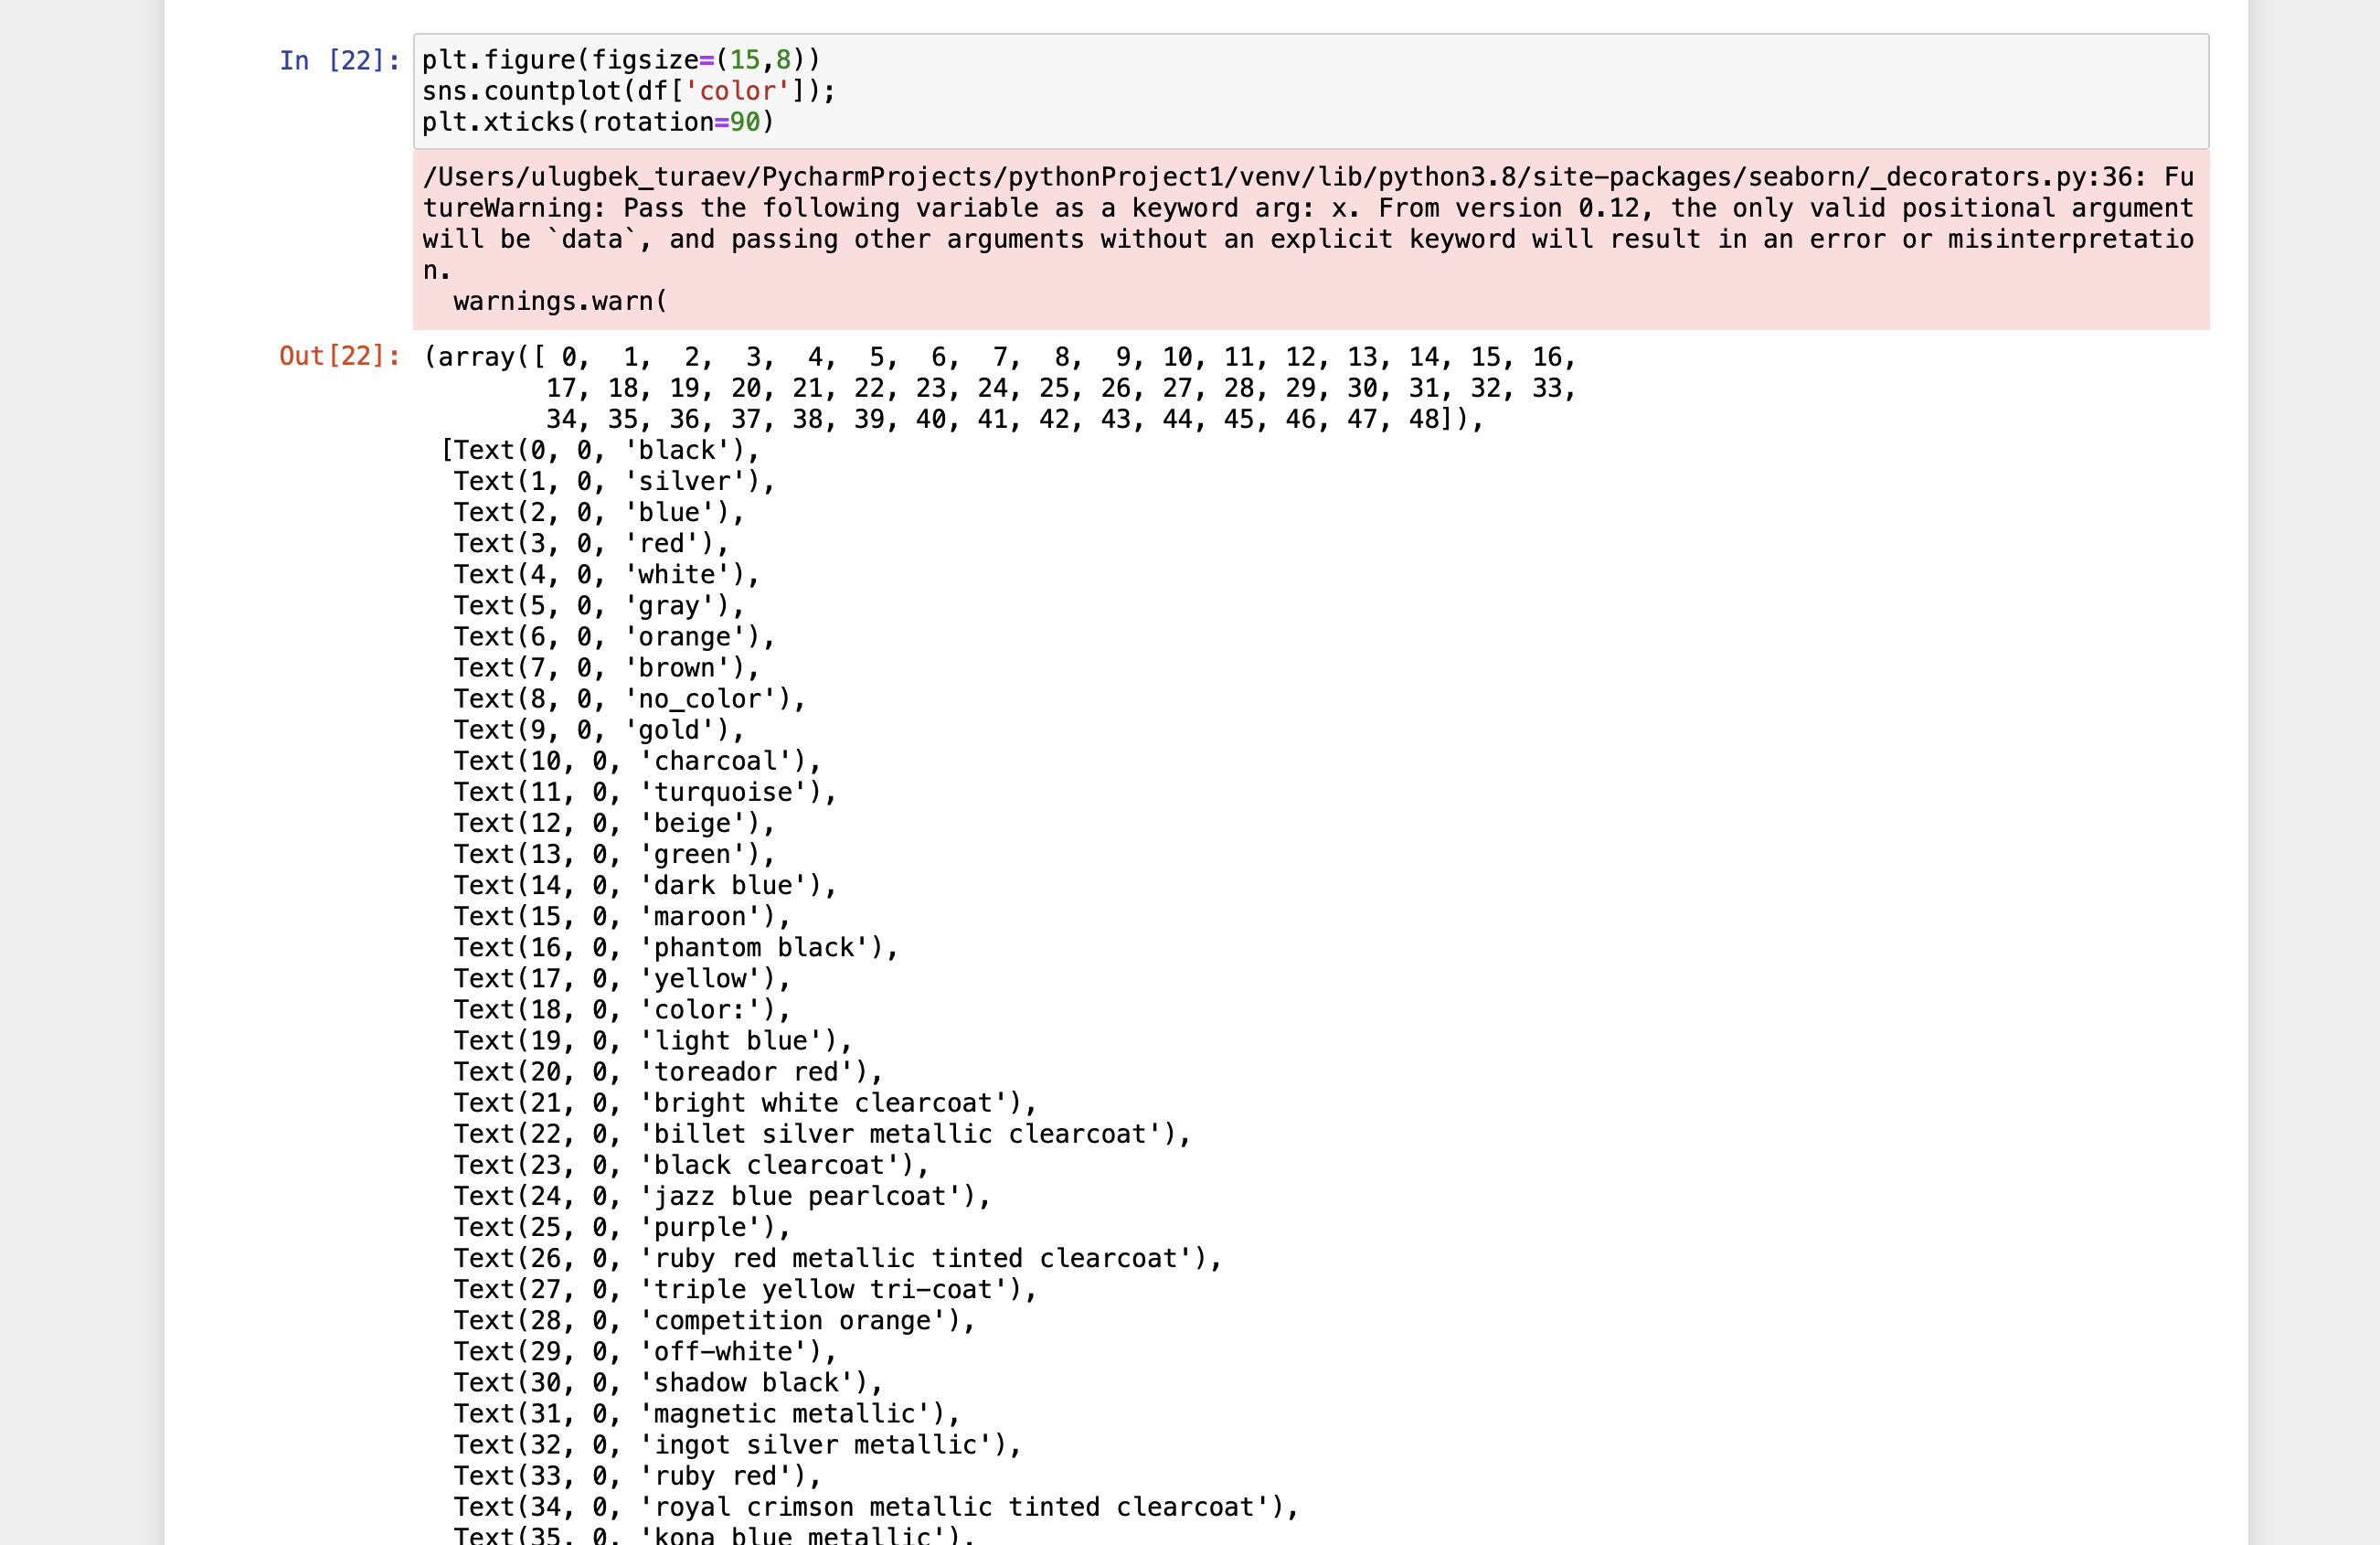 In [22]: plt.figure(figsize=(15,8))
sns.countplot(df['color']);
plt.xticks(rotation=90)
/Users/ulugbek_turaev/PycharmProjects/pythonProject1/venv/lib/python3.8/site-packages/seaborn/_decorators.py:36: Fu
tureWarning: Pass the following variable as a keyword arg: x. From version 0.12, the only valid positional argument
will be `data`, and passing other arguments without an explicit keyword will result in an error or misinterpretatio
n.
  warnings.warn(
Out[22]: (array([ 0,  1,  2,  3,  4,  5,  6,  7,  8,  9, 10, 11, 12, 13, 14, 15, 16,
        17, 18, 19, 20, 21, 22, 23, 24, 25, 26, 27, 28, 29, 30, 31, 32, 33,
        34, 35, 36, 37, 38, 39, 40, 41, 42, 43, 44, 45, 46, 47, 48]),
 [Text(0, 0, 'black'),
  Text(1, 0, 'silver'),
  Text(2, 0, 'blue'),
  Text(3, 0, 'red'),
  Text(4, 0, 'white'),
  Text(5, 0, 'gray'),
  Text(6, 0, 'orange'),
  Text(7, 0, 'brown'),
  Text(8, 0, 'no_color'),
  Text(9, 0, 'gold'),
  Text(10, 0, 'charcoal'),
  Text(11, 0, 'turquoise'),
  Text(12, 0, 'beige'),
  Text(13, 0, 'green'),
  Text(14, 0, 'dark blue'),
  Text(15, 0, 'maroon'),
  Text(16, 0, 'phantom black'),
  Text(17, 0, 'yellow'),
  Text(18, 0, 'color:'),
  Text(19, 0, 'light blue'),
  Text(20, 0, 'toreador red'),
  Text(21, 0, 'bright white clearcoat'),
  Text(22, 0, 'billet silver metallic clearcoat'),
  Text(23, 0, 'black clearcoat'),
  Text(24, 0, 'jazz blue pearlcoat'),
  Text(25, 0, 'purple'),
  Text(26, 0, 'ruby red metallic tinted clearcoat'),
  Text(27, 0, 'triple yellow tri-coat'),
  Text(28, 0, 'competition orange'),
  Text(29, 0, 'off-white'),
  Text(30, 0, 'shadow black'),
  Text(31, 0, 'magnetic metallic'),
  Text(32, 0, 'ingot silver metallic'),
  Text(33, 0, 'ruby red'),
  Text(34, 0, 'royal crimson metallic tinted clearcoat'),
  Text(35, 0, 'kona blue metallic'),